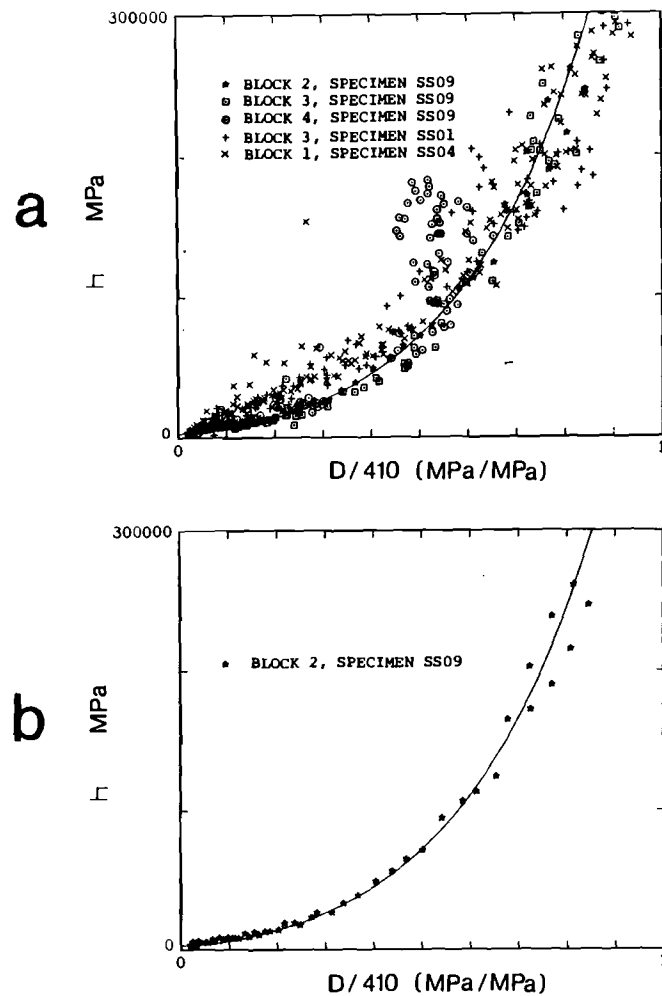 300000
★ BLOCK 2, SPECIMEN SS09
⊡ BLOCK 3, SPECIMEN SS09
⊙ BLOCK 4, SPECIMEN SS09
+ BLOCK 3, SPECIMEN SS01
× BLOCK 1, SPECIMEN SS04
a
h MPa
0
0 1
D/410 (MPa/MPa)
300000
★ BLOCK 2, SPECIMEN SS09
b
h MPa
0
0 1
D/410 (MPa/MPa)